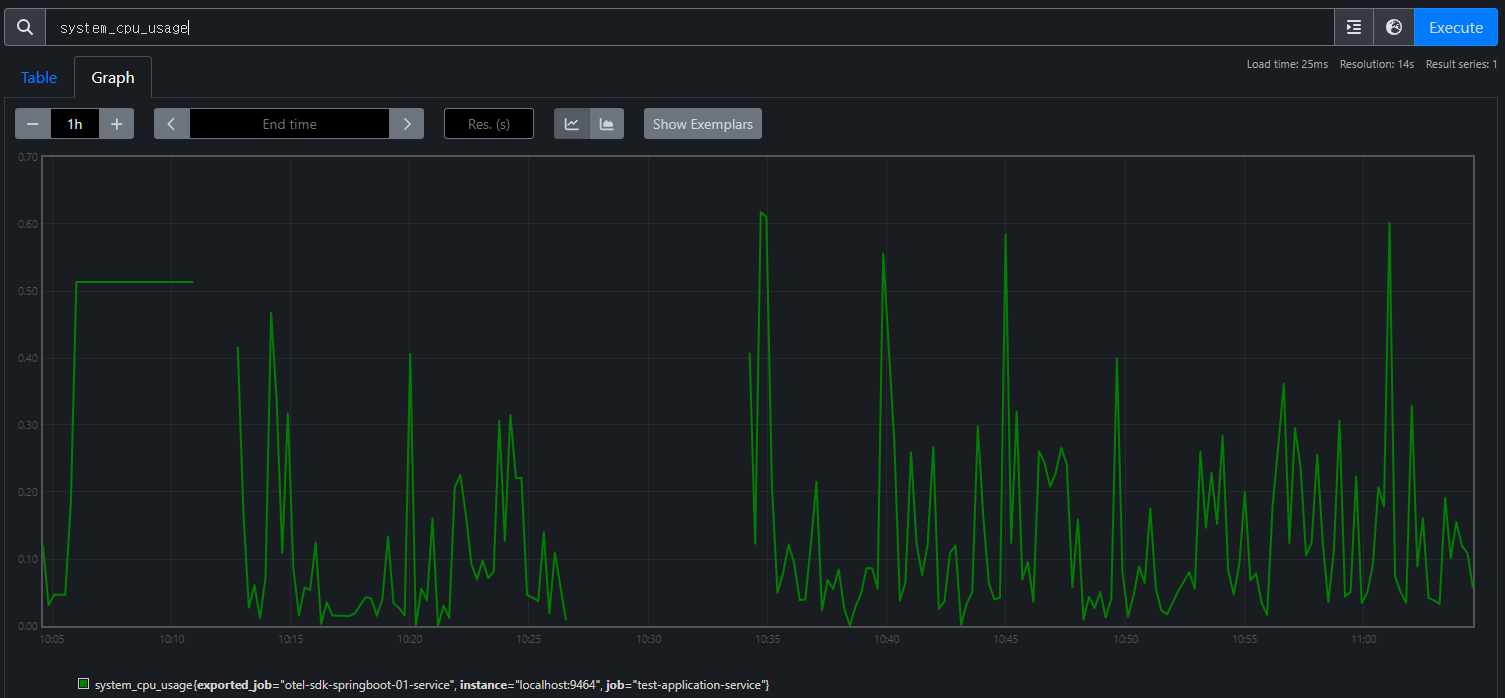 system_cpu_usage
Execute
Table
Graph
Load time: 25ms Resolution: 14s Result series: 1
1h
End time
Res. (s)
Show Exemplars
0.70
0.60
0.50
0.40
0.30
0.20
0.10
0.00
10:05 10:10 10:15 10:20 10:25 10:30 10:35 10:40 10:45 10:50 10:55 11:00
system_cpu_usage{exported_job="otel-sdk-springboot-01-service", instance="localhost:9464", job="test-application-service"}